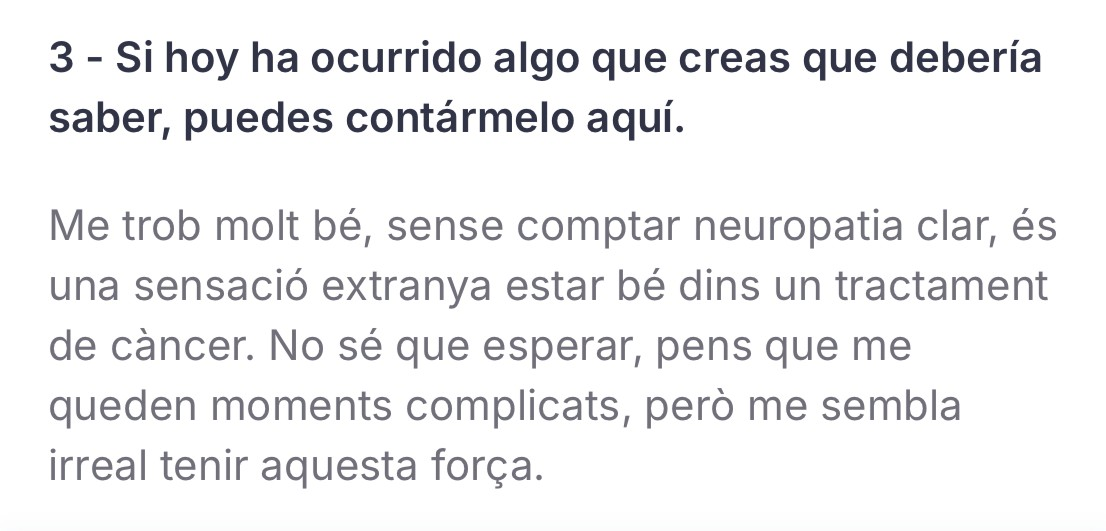 3 - Si hoy ha ocurrido algo que creas que debería
saber, puedes contármelo aquí.
Me trob molt bé, sense comptar neuropatia clar, és
una sensació extranya estar bé dins un tractament
de càncer. No sé que esperar, pens que me
queden moments complicats, però me sembla
irreal tenir aquesta força.